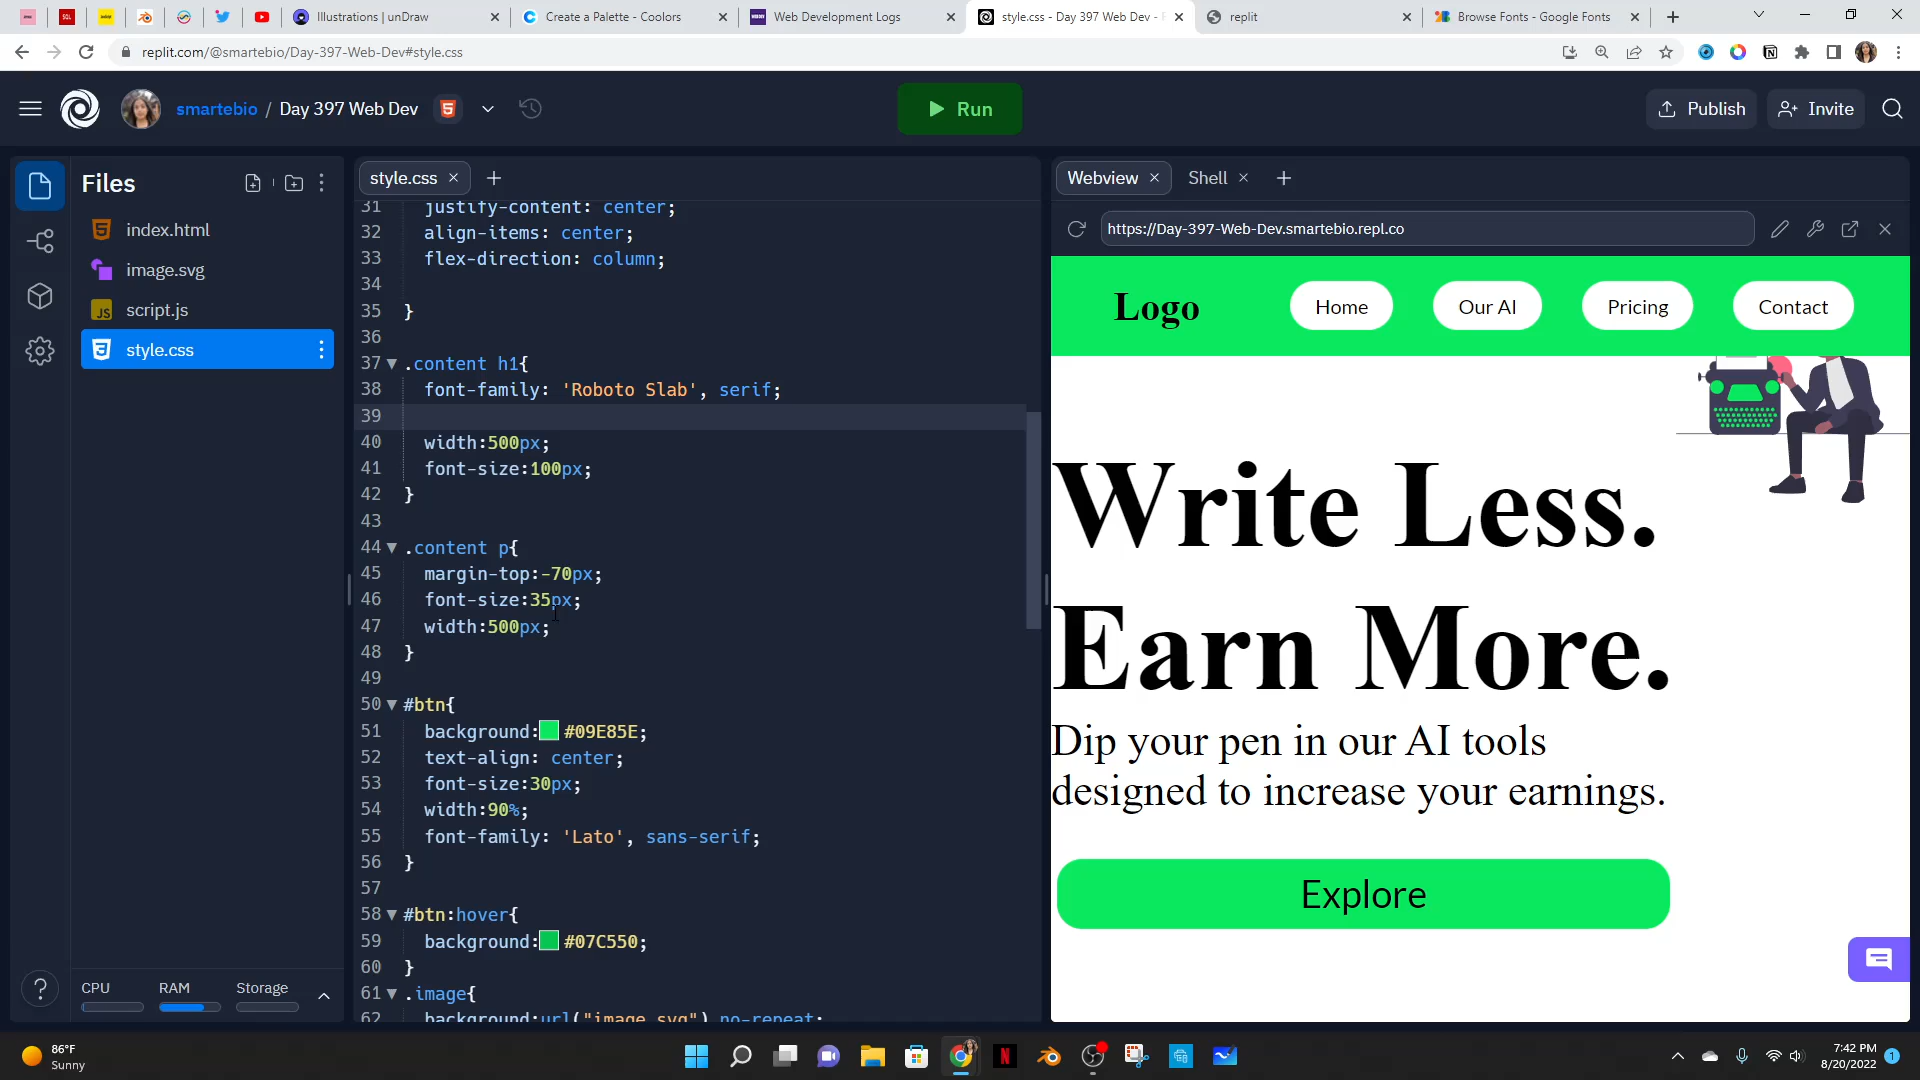 Illustrations | unDraw
Create a Palette - Coolors
Web Development Logs
style.css - Day 397 Web Dev -
replit
Browse Fonts - Google Fonts
replit.com/@smartebio/Day-397-Web-Dev#style.css
smartebio / Day 397 Web Dev
Run
Publish
Invite
Files
index.html
image.svg
script.js
style.css
CPU
RAM
Storage
style.css
31 justify-content: center;
32 align-items: center;
33 flex-direction: column;
34
35 }
36
37 .content h1{
38 font-family: 'Roboto Slab', serif;
39
40 width:500px;
41 font-size:100px;
42 }
43
44 .content p{
45 margin-top:-70px;
46 font-size:35px;
47 width:500px;
48 }
49
50 #btn{
51 background: #09E85E;
52 text-align: center;
53 font-size:30px;
54 width:90%;
55 font-family: 'Lato', sans-serif;
56 }
57
58 #btn:hover{
59 background: #07C550;
60 }
61 .image{
62 background:url("image.svg") no-repeat;
Webview
Shell
https://Day-397-Web-Dev.smartebio.repl.co
Logo
Home
Our AI
Pricing
Contact
Write Less.
Earn More.
Dip your pen in our AI tools
designed to increase your earnings.
Explore
86°F
Sunny
7:42 PM
8/20/2022
1